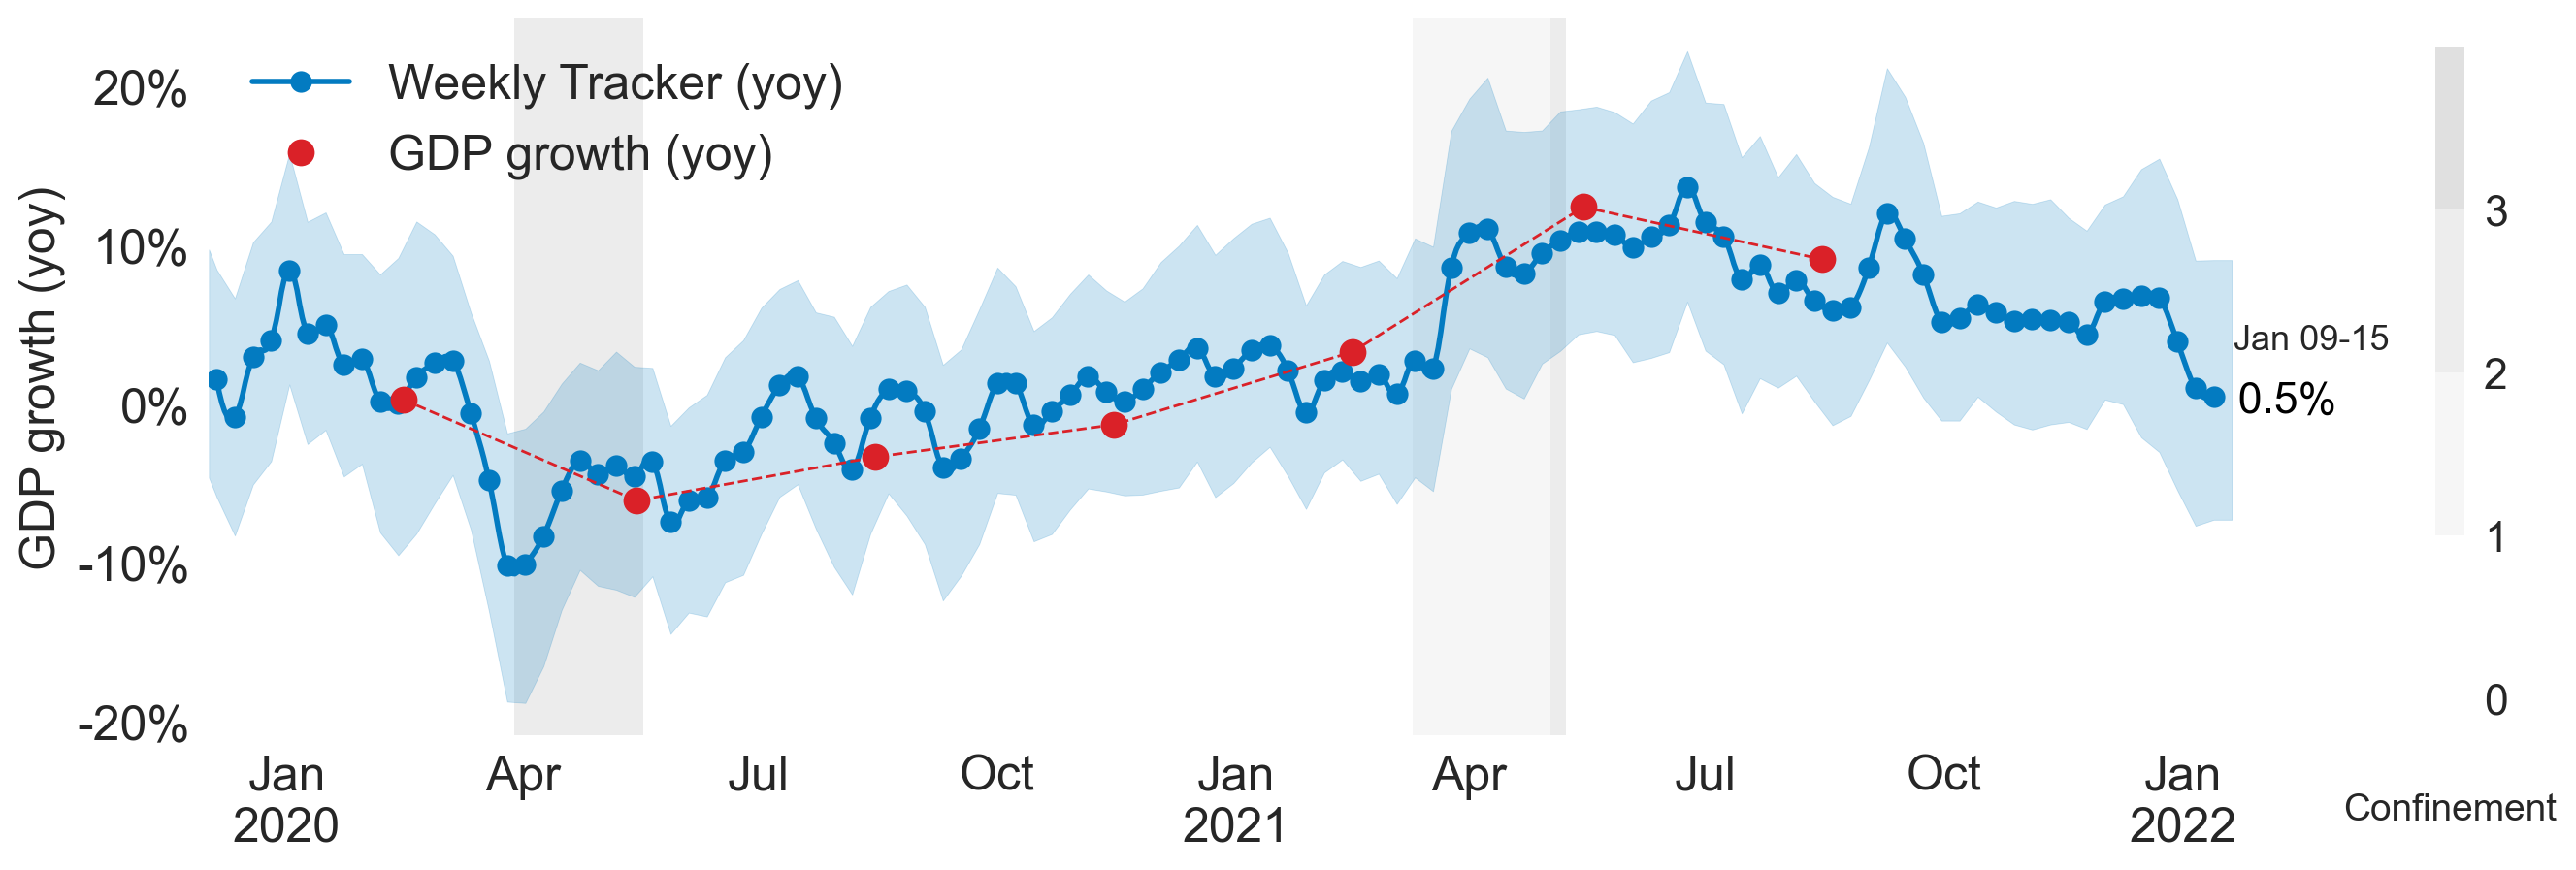 Weekly Tracker (yoy)
GDP growth (yoy)
GDP growth (yoy)
20%
10%
0%
-10%
-20%
Jan
2020
Apr
Jul
Oct
Jan
2021
Apr
Jul
Oct
Jan
2022
Jan 09-15
0.5%
3
2
1
0
Confinement